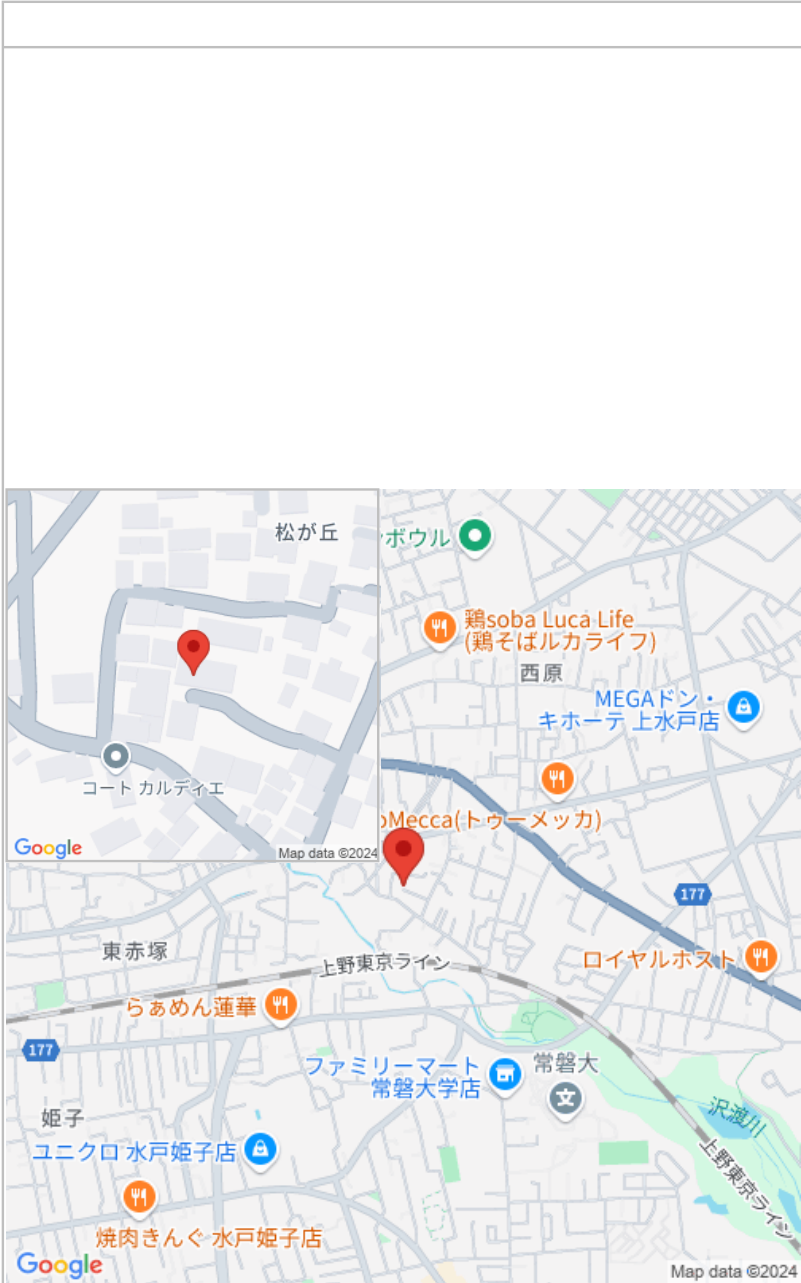 松が丘
コート カルディエ
Google
Map data ©2024
ボウル
鶏soba Luca Life
(鶏そばルカライフ)
西原
MEGAドン・
キホーテ 上水戸店
oMecca(トゥーメッカ)
177
東赤塚
上野東京ライン
ロイヤルホスト
らぁめん蓮華
177
ファミリーマート
常磐大学店
常磐大
文
姫子
沢渡川
ユニクロ 水戸姫子店
上野東京ライン
焼肉きんぐ 水戸姫子店
Google
Map data ©2024